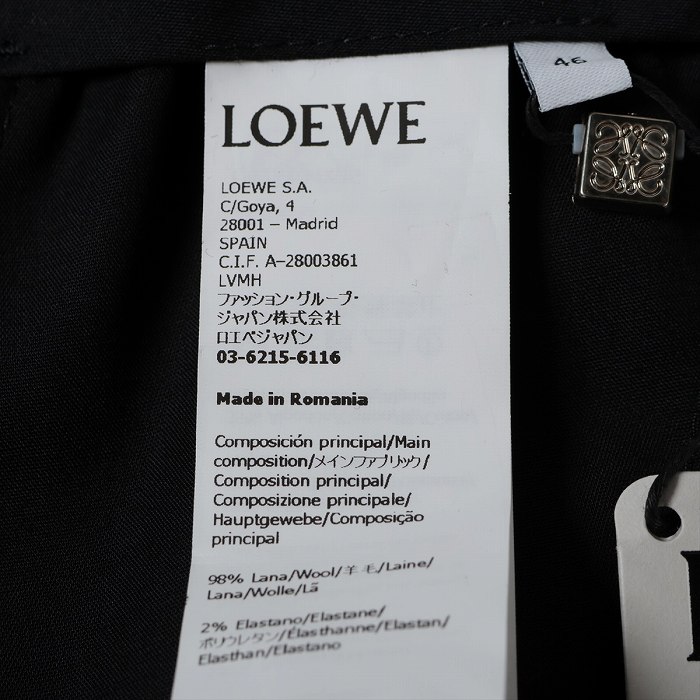 46
LOEWE
LOEWE S.A.
C/Goya, 4
28001 – Madrid
SPAIN
C.I.F. A–28003861
LVMH
ファッション・グループ・
ジャパン株式会社
ロエベジャパン
03-6215-6116
Made in Romania
Composición principal/Main
composition/メインファブリック/
Composition principal/
Composizione principale/
Hauptgewebe/Composição
principal
98% Lana/Wool/羊毛/Laine/
Lana/Wolle/Lã
2% Elastano/Elastane/
ポリウレタン/Élasthanne/Elastan/
Elasthan/Elastano